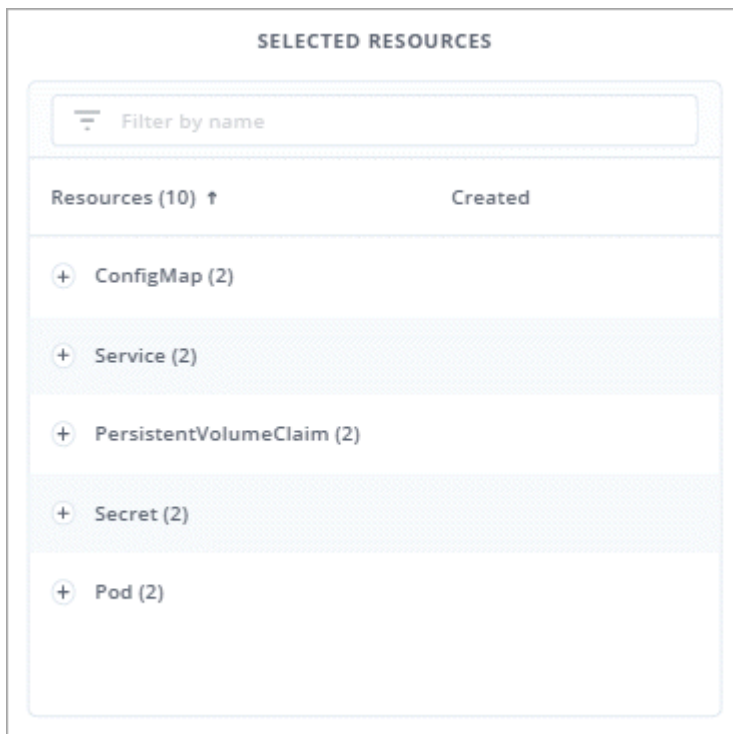 SELECTED RESOURCES
Filter by name
Resources (10) ↑ Created
ConfigMap (2)
Service (2)
PersistentVolumeClaim (2)
Secret (2)
Pod (2)